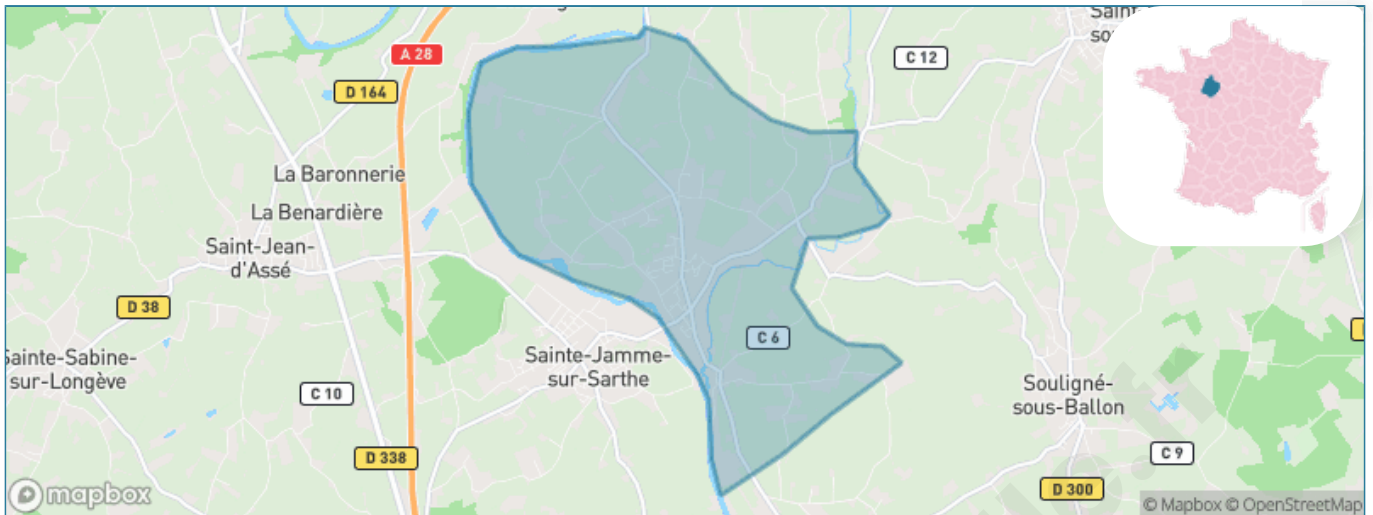 Saint-
so
C 12
A 28
D 164
La Baronnerie
La Benardière
Saint-Jean-
d'Assé
D 38
C 6
Sainte-Sabine-
sur-Longève
Sainte-Jamme-
sur-Sarthe
C 10
Souligné-
sous-Ballon
D 338
C 9
D 300
mapbox
© Mapbox © OpenStreetMap